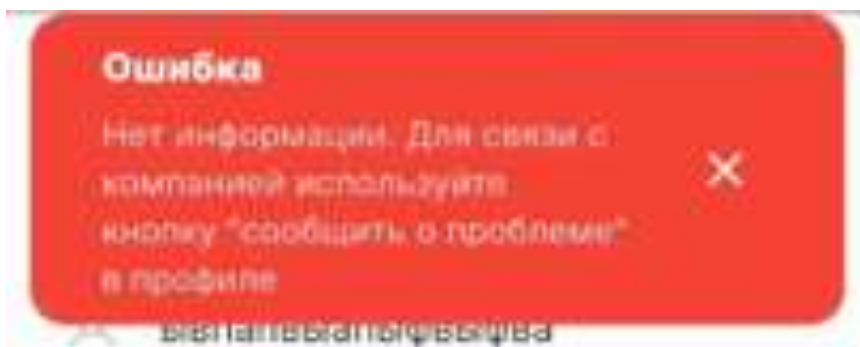 Ошибка
Нет информации. Для связи с
компанией используйте
кнопку "сообщить о проблеме"
в профиле